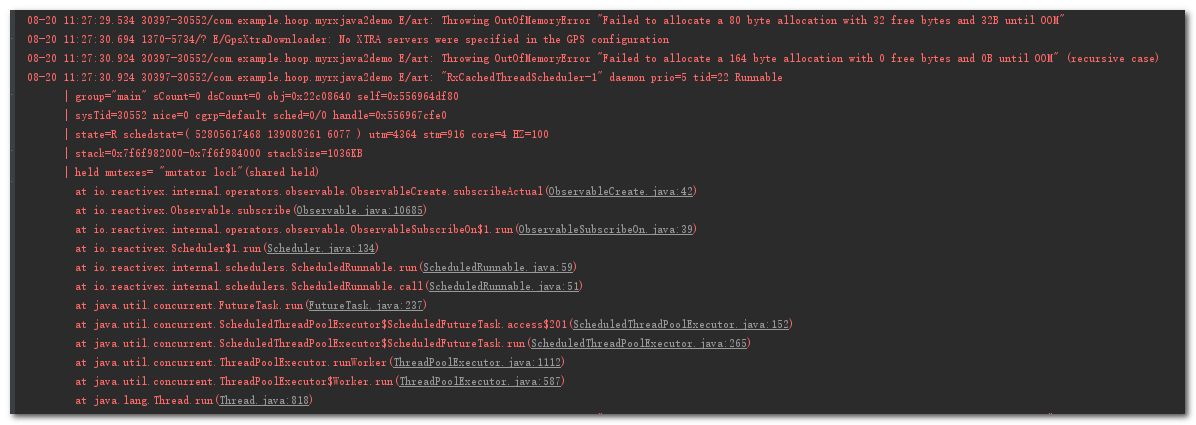 08-20 11:27:29.534 30397-30552/com.example.hoop.myrxjava2demo E/art: Throwing OutOfMemoryError "Failed to allocate a 80 byte allocation with 32 free bytes and 32B until OOM"
08-20 11:27:30.694 1370-5734/? E/GpsXtraDownloader: No XTRA servers were specified in the GPS configuration
08-20 11:27:30.924 30397-30552/com.example.hoop.myrxjava2demo E/art: Throwing OutOfMemoryError "Failed to allocate a 164 byte allocation with 0 free bytes and 0B until OOM" (recursive case)
08-20 11:27:30.924 30397-30552/com.example.hoop.myrxjava2demo E/art: "RxCachedThreadScheduler-1" daemon prio=5 tid=22 Runnable
| group="main" sCount=0 dsCount=0 obj=0x22c08640 self=0x556964df80
| sysTid=30552 nice=0 cgrp=default sched=0/0 handle=0x556967cfe0
| state=R schedstat=( 52805617468 139080261 6077 ) utm=4364 stm=916 core=4 HZ=100
| stack=0x7f6f982000-0x7f6f984000 stackSize=1036KB
| held mutexes= "mutator lock"(shared held)
at io.reactivex.internal.operators.observable.ObservableCreate.subscribeActual(ObservableCreate.java:42)
at io.reactivex.Observable.subscribe(Observable.java:10685)
at io.reactivex.internal.operators.observable.ObservableSubscribeOn$1.run(ObservableSubscribeOn.java:39)
at io.reactivex.Scheduler$1.run(Scheduler.java:134)
at io.reactivex.internal.schedulers.ScheduledRunnable.run(ScheduledRunnable.java:59)
at io.reactivex.internal.schedulers.ScheduledRunnable.call(ScheduledRunnable.java:51)
at java.util.concurrent.FutureTask.run(FutureTask.java:237)
at java.util.concurrent.ScheduledThreadPoolExecutor$ScheduledFutureTask.access$201(ScheduledThreadPoolExecutor.java:152)
at java.util.concurrent.ScheduledThreadPoolExecutor$ScheduledFutureTask.run(ScheduledThreadPoolExecutor.java:265)
at java.util.concurrent.ThreadPoolExecutor.runWorker(ThreadPoolExecutor.java:1112)
at java.util.concurrent.ThreadPoolExecutor$Worker.run(ThreadPoolExecutor.java:587)
at java.lang.Thread.run(Thread.java:818)